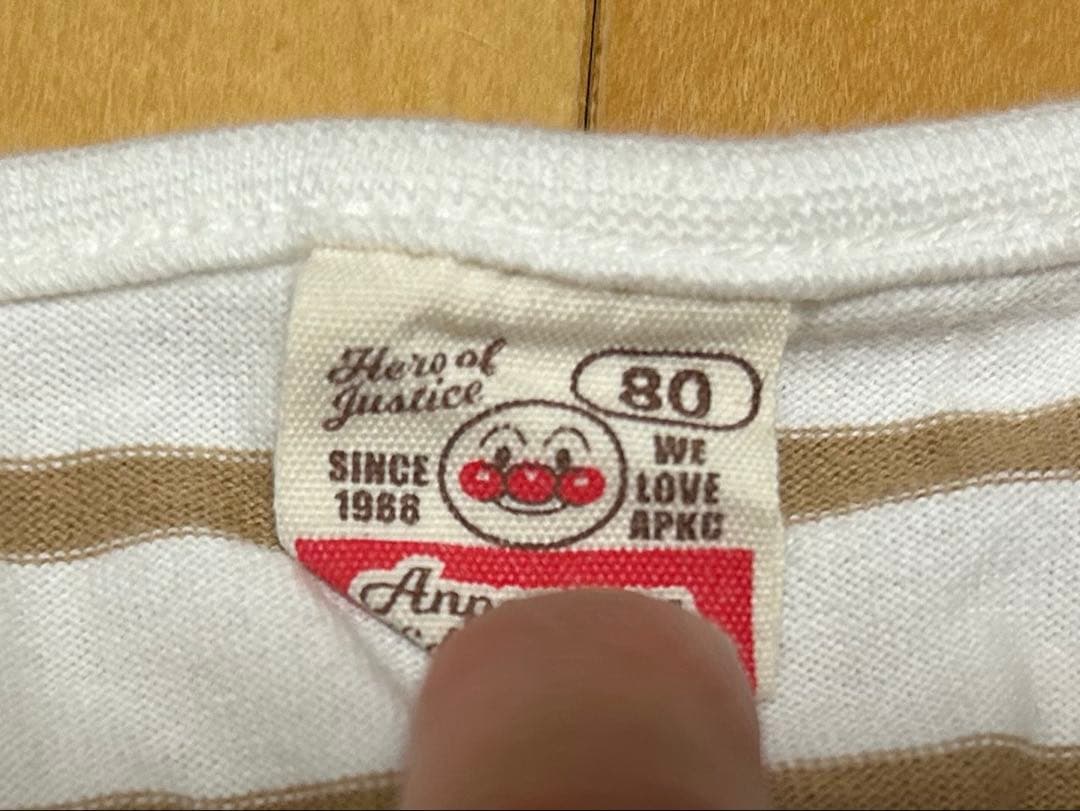 Hero of
Justice
80
SINCE
1988
WE
LOVE
APKC